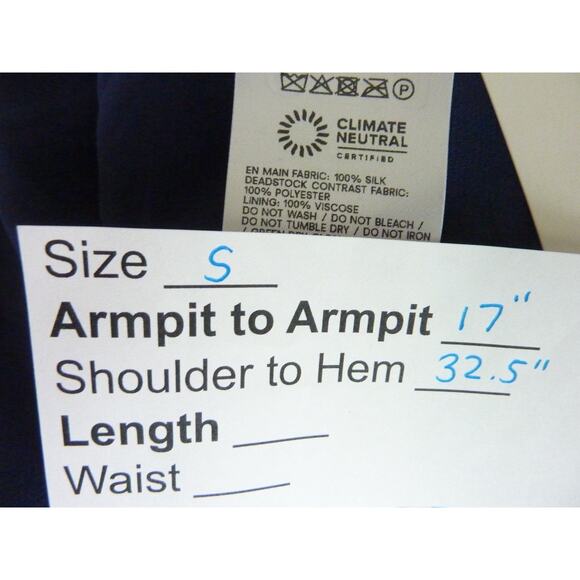 P
CLIMATE
NEUTRAL
CERTIFIED
EN MAIN FABRIC: 100% SILK
DEADSTOCK CONTRAST FABRIC:
100% POLYESTER
LINING: 100% VISCOSE
DO NOT WASH / DO NOT BLEACH /
DO NOT TUMBLE DRY / DO NOT IRON
Size S
Armpit to Armpit 17"
Shoulder to Hem 32.5"
Length
Waist